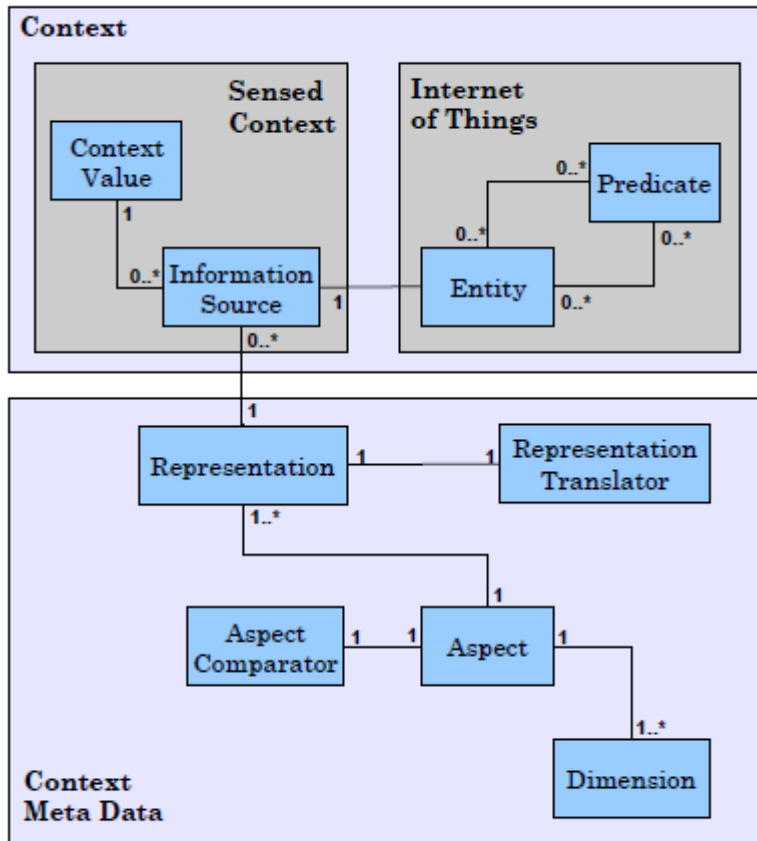 Context
Sensed
Context
Internet
of Things
Context
Value
Predicate
1
0..*
0..*
0..*
0..*
Information
Source
1
Entity
0..*
0..*
1
Representation
1
1
Representation
Translator
1..*
1
Aspect
Comparator
1
1
Aspect
1
1..*
Dimension
Context
Meta Data